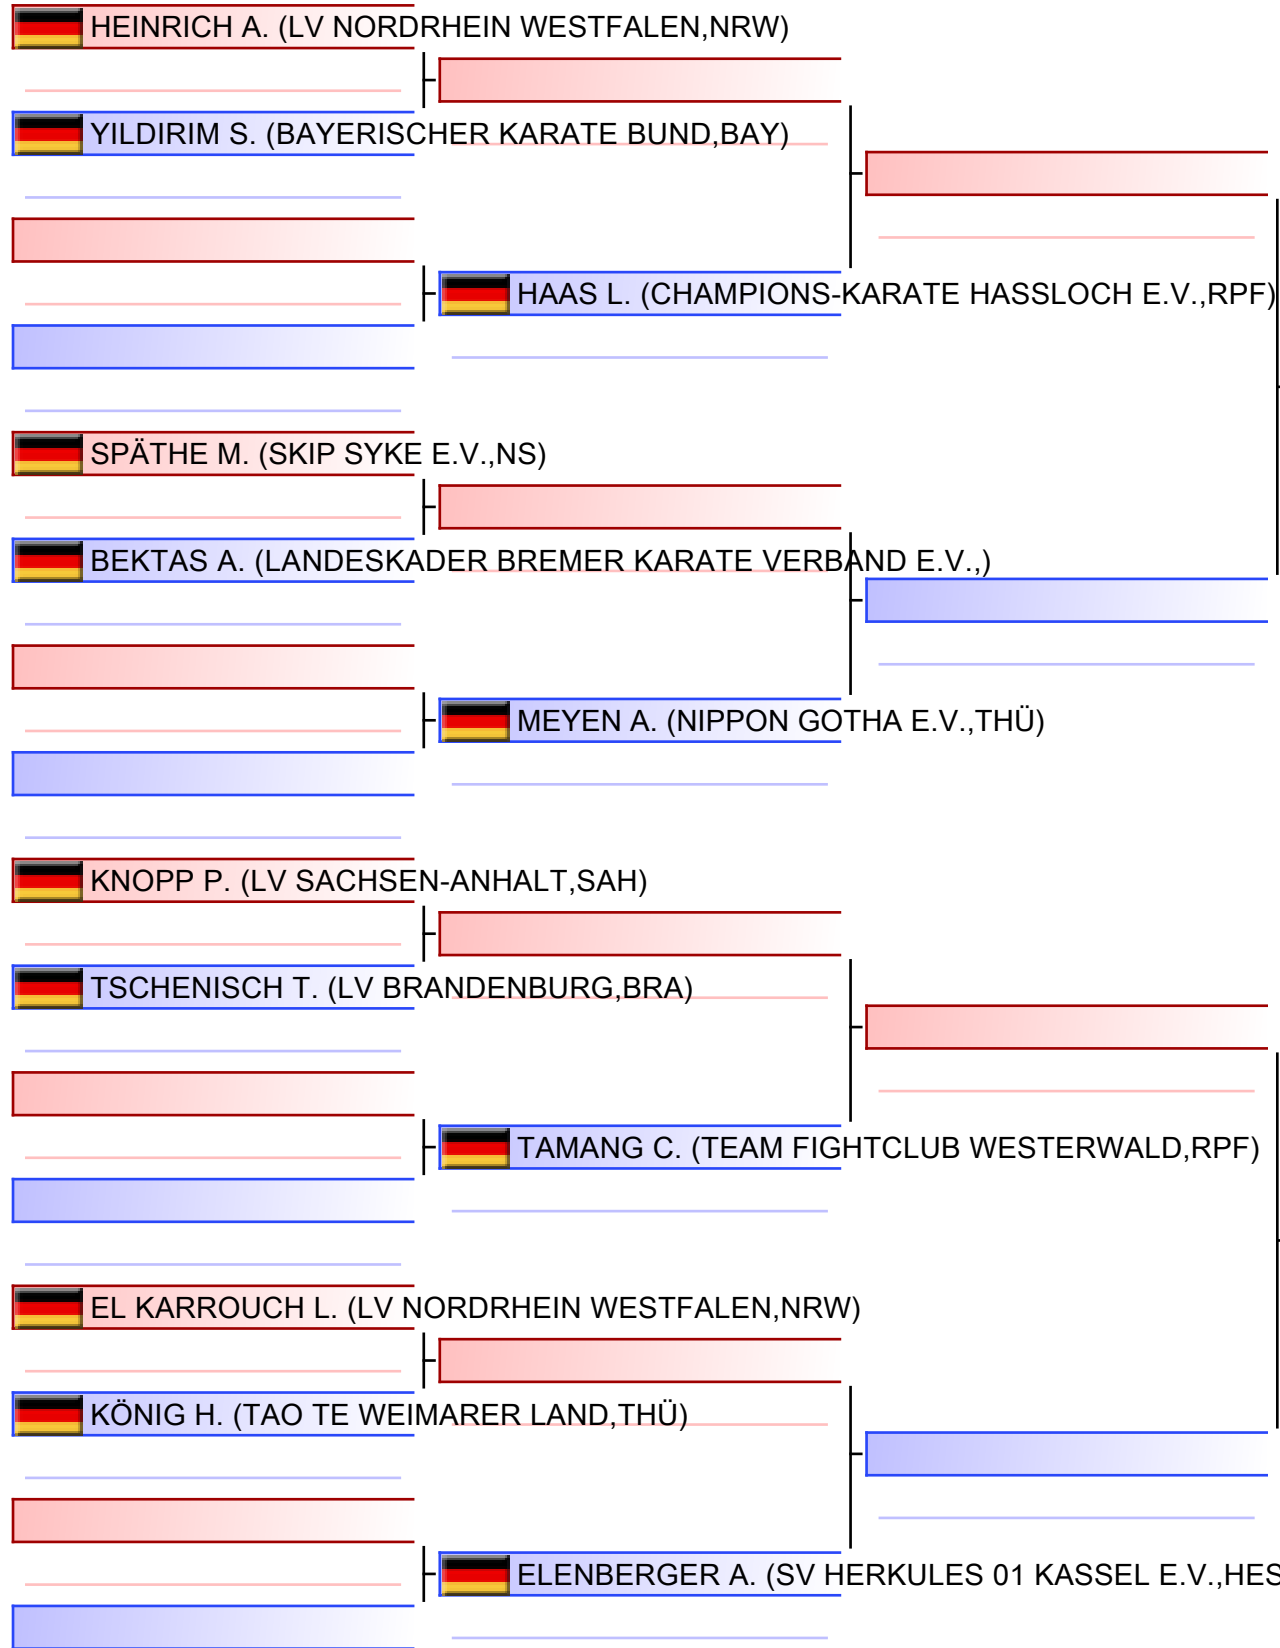 HEINRICH A. (LV NORDRHEIN WESTFALEN,NRW)
YILDIRIM S. (BAYERISCHER KARATE BUND,BAY)
HAAS L. (CHAMPIONS-KARATE HASSLOCH E.V.,RPF)
SPÄTHE M. (SKIP SYKE E.V.,NS)
BEKTAS A. (LANDESKADER BREMER KARATE VERBAND E.V.,)
MEYEN A. (NIPPON GOTHA E.V.,THÜ)
KNOPP P. (LV SACHSEN-ANHALT,SAH)
TSCHENISCH T. (LV BRANDENBURG,BRA)
TAMANG C. (TEAM FIGHTCLUB WESTERWALD,RPF)
EL KARROUCH L. (LV NORDRHEIN WESTFALEN,NRW)
KÖNIG H. (TAO TE WEIMARER LAND,THÜ)
ELENBERGER A. (SV HERKULES 01 KASSEL E.V.,HES